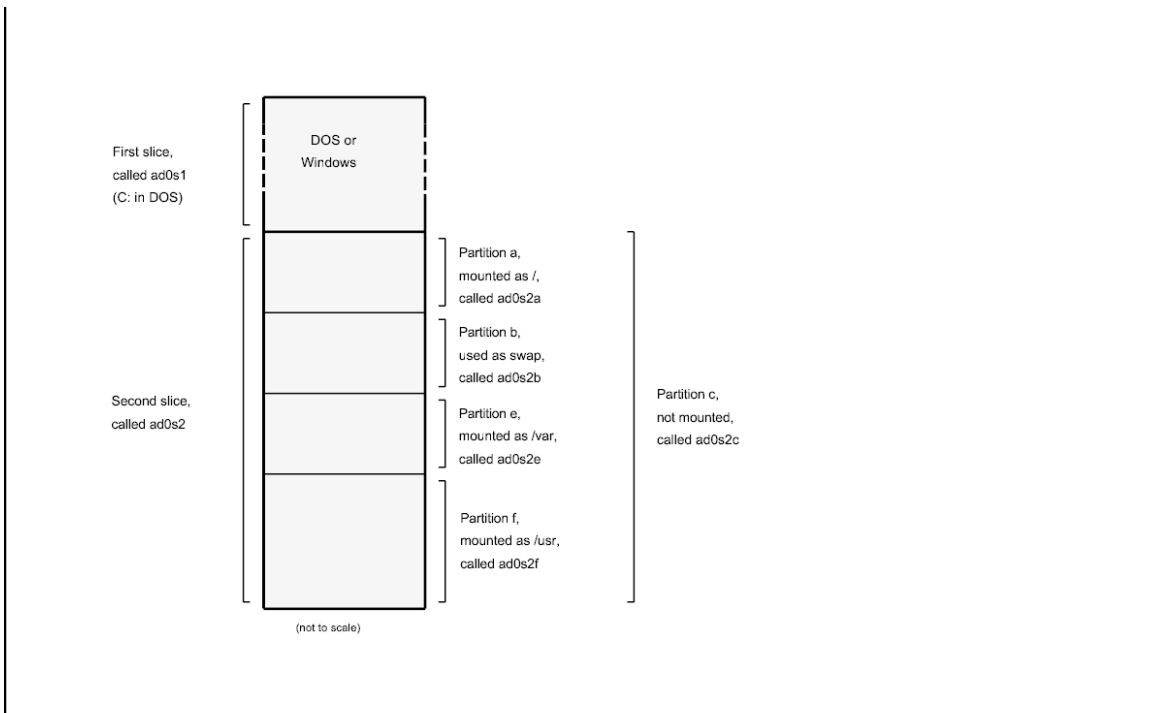 DOS or
Windows
First slice,
called ad0s1
(C: in DOS)
Partition a,
mounted as /,
called ad0s2a
Partition b,
used as swap,
called ad0s2b
Second slice,
called ad0s2
Partition c,
not mounted,
called ad0s2c
Partition e,
mounted as /var,
called ad0s2e
Partition f,
mounted as /usr,
called ad0s2f
(not to scale)